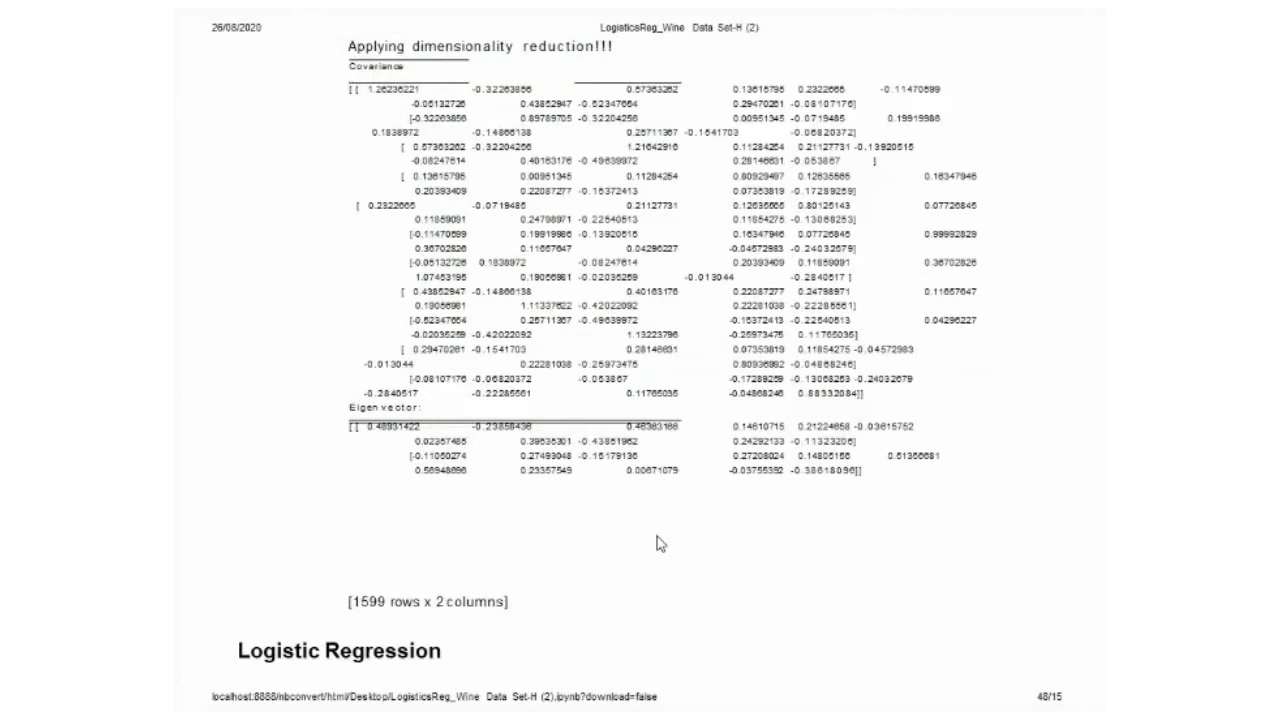 26/08/2020 LogisticsReg_Wine Data Set-H (2)
Applying dimensionality reduction!!!
Covariance
[[ 1.26236221 -0.32263856 0.57363262 0.13615795 0.2322665 -0.11470599
-0.05132726 0.43852947 -0.52347664 0.29470261 -0.08107176]
[-0.32263856 0.89789705 -0.32204256 0.00951345 -0.0719485 0.19919986
0.1838972 -0.14866138 0.25711367 -0.1541703 -0.06820372]
[ 0.57363262 -0.32204256 1.21642916 0.11284254 0.21127731 -0.13920515
-0.08247614 0.40163176 -0.49639972 0.28146631 -0.053867 ]
[ 0.13615795 0.00951345 0.11284254 0.80929497 0.12635565 0.16347946
0.20393409 0.22087277 -0.15372413 0.07353819 -0.17289259]
[ 0.2322665 -0.0719485 0.21127731 0.12635565 0.80125143 0.07726845
0.11859091 0.24798971 -0.22540513 0.11854275 -0.13068253]
[-0.11470599 0.19919986 -0.13920515 0.16347946 0.07726845 0.99992829
0.36702826 0.11657647 0.04296227 -0.04572983 -0.24032679]
[-0.05132726 0.1838972 -0.08247614 0.20393409 0.11859091 0.36702826
1.07453195 0.19056981 -0.02035259 -0.013044 -0.2840517 ]
[ 0.43852947 -0.14866138 0.40163176 0.22087277 0.24798971 0.11657647
0.19056981 1.11337622 -0.42022092 0.22281038 -0.22285561]
[-0.52347664 0.25711367 -0.49639972 -0.15372413 -0.22540513 0.04296227
-0.02035259 -0.42022092 1.13223796 -0.25973475 0.11765035]
[ 0.29470261 -0.1541703 0.28146631 0.07353819 0.11854275 -0.04572983
-0.013044 0.22281038 -0.25973475 0.80936992 -0.04868246]
[-0.08107176 -0.06820372 -0.053867 -0.17289259 -0.13068253 -0.24032679
-0.2840517 -0.22285561 0.11765035 -0.04868246 0.88332084]]
Eigen vector:
[[ 0.48931422 -0.23858436 0.46363166 0.14610715 0.21224658 -0.03615752
0.02357485 0.39535301 -0.43851962 0.24292133 -0.11323206]
[-0.11050274 0.27493048 -0.15179136 0.27208024 0.14805156 0.51356681
0.56948696 0.23357549 0.00671079 -0.03755392 -0.38618096]]
[1599 rows x 2 columns]
Logistic Regression
localhost:8888/nbconvert/html/Desktop/LogisticsReg_Wine Data Set-H (2).ipynb?download=false 48/15